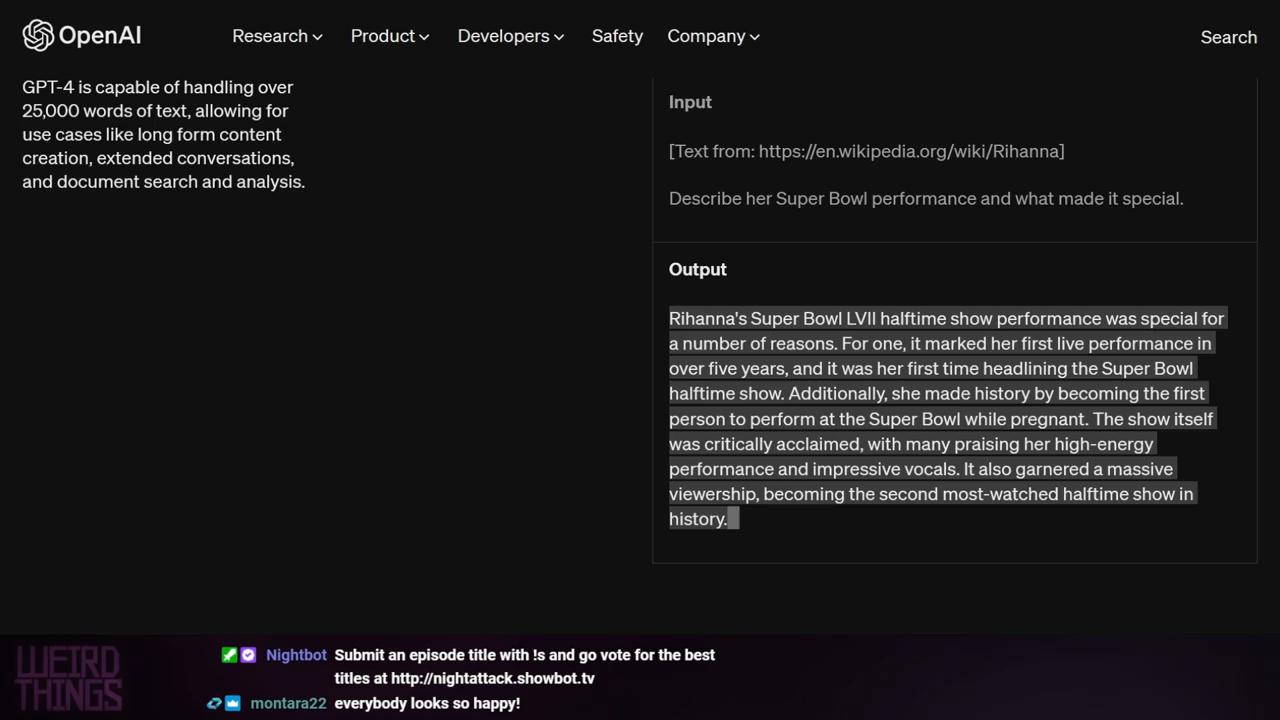 OpenAI
Research
Product
Developers
Safety
Company
Search
GPT-4 is capable of handling over
25,000 words of text, allowing for
use cases like long form content
creation, extended conversations,
and document search and analysis.
Input
[Text from: https://en.wikipedia.org/wiki/Rihanna]
Describe her Super Bowl performance and what made it special.
Output
Rihanna's Super Bowl LVII halftime show performance was special for
a number of reasons. For one, it marked her first live performance in
over five years, and it was her first time headlining the Super Bowl
halftime show. Additionally, she made history by becoming the first
person to perform at the Super Bowl while pregnant. The show itself
was critically acclaimed, with many praising her high-energy
performance and impressive vocals. It also garnered a massive
viewership, becoming the second most-watched halftime show in
history.
WEIRD
THINGS
Nightbot Submit an episode title with !s and go vote for the best
titles at http://nightattack.showbot.tv
montara22 everybody looks so happy!